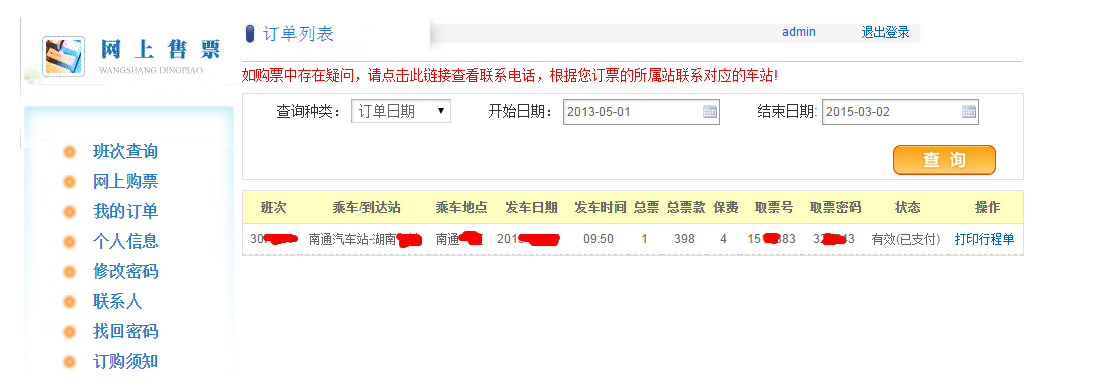 网上售票
WANGSHANG DINGPIAO
订单列表
admin 退出登录
如购票中存在疑问，请点击此链接查看联系电话，根据您订票的所属站联系对应的车站!
查询种类： 订单日期 开始日期： 2013-05-01 结束日期: 2015-03-02
查 询
班次查询
网上购票
我的订单
个人信息
修改密码
联系人
找回密码
订购须知
班次 乘车/到达站 乘车地点 发车日期 发车时间 总票 总票款 保费 取票号 取票密码 状态 操作
30 南通汽车站-湖南 南通 201 09:50 1 398 4 15 383 32 43 有效(已支付) 打印行程单